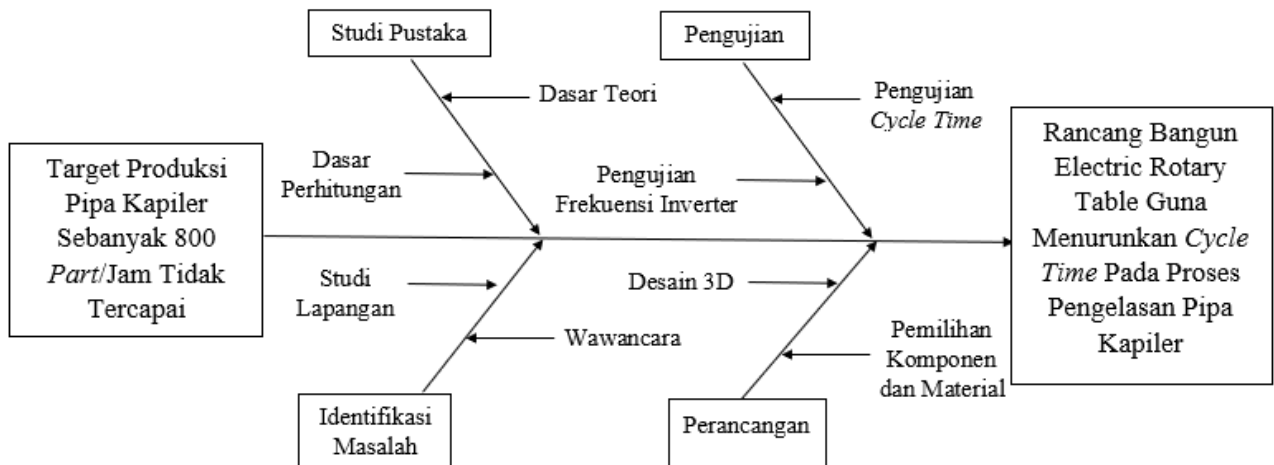 Studi Pustaka
Pengujian
Dasar Teori
Pengujian
Cycle Time
Target Produksi
Pipa Kapiler
Sebanyak 800
Part/Jam Tidak
Tercapai
Dasar
Perhitungan
Pengujian
Frekuensi Inverter
Rancang Bangun
Electric Rotary
Table Guna
Menurunkan Cycle
Time Pada Proses
Pengelasan Pipa
Kapiler
Studi
Lapangan
Desain 3D
Wawancara
Pemilihan
Komponen
dan Material
Identifikasi
Masalah
Perancangan